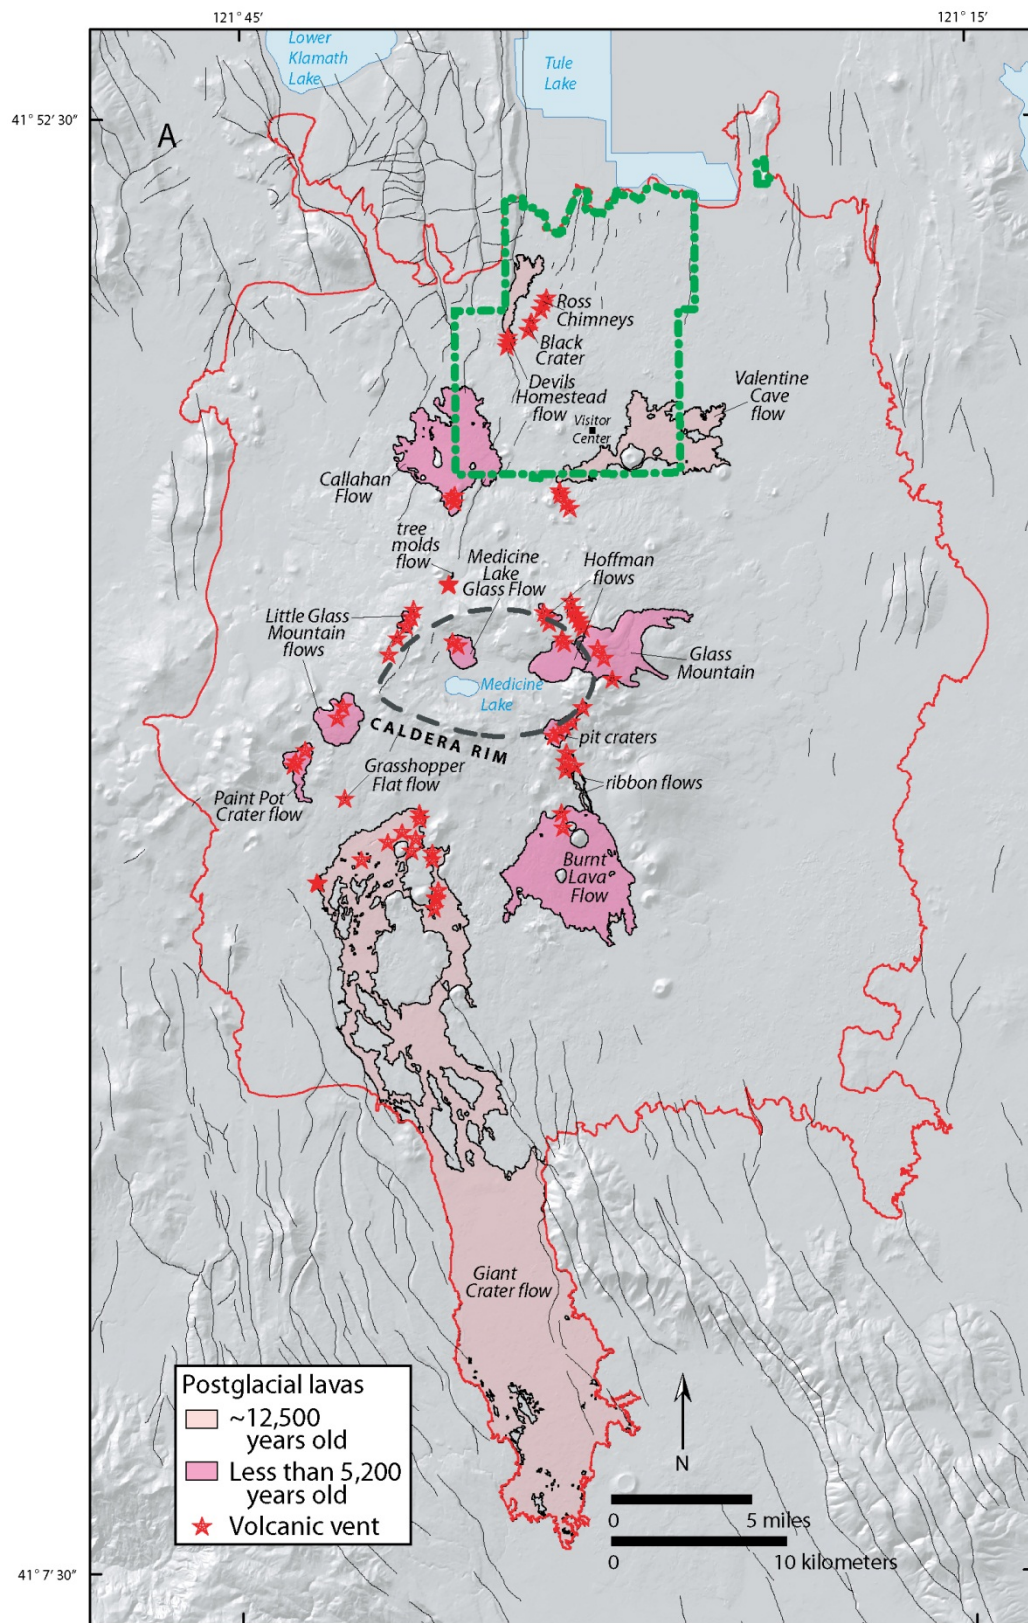 121° 45′
121° 15′
41° 52′ 30″
A
Lower
Klamath
Lake
Tule
Lake
Ross
Chimneys
Black
Crater
Devils
Homestead
flow
Visitor
Center
Valentine
Cave
flow
Callahan
Flow
tree
molds
flow
Medicine
Lake
Glass Flow
Hoffman
flows
Little Glass
Mountain
flows
Glass
Mountain
Medicine
Lake
CALDERA RIM
pit craters
Grasshopper
Flat flow
ribbon flows
Paint Pot
Crater flow
Burnt
Lava
Flow
Giant
Crater flow
Postglacial lavas
~12,500
years old
Less than 5,200
years old
Volcanic vent
N
0 5 miles
0 10 kilometers
41° 7′ 30″